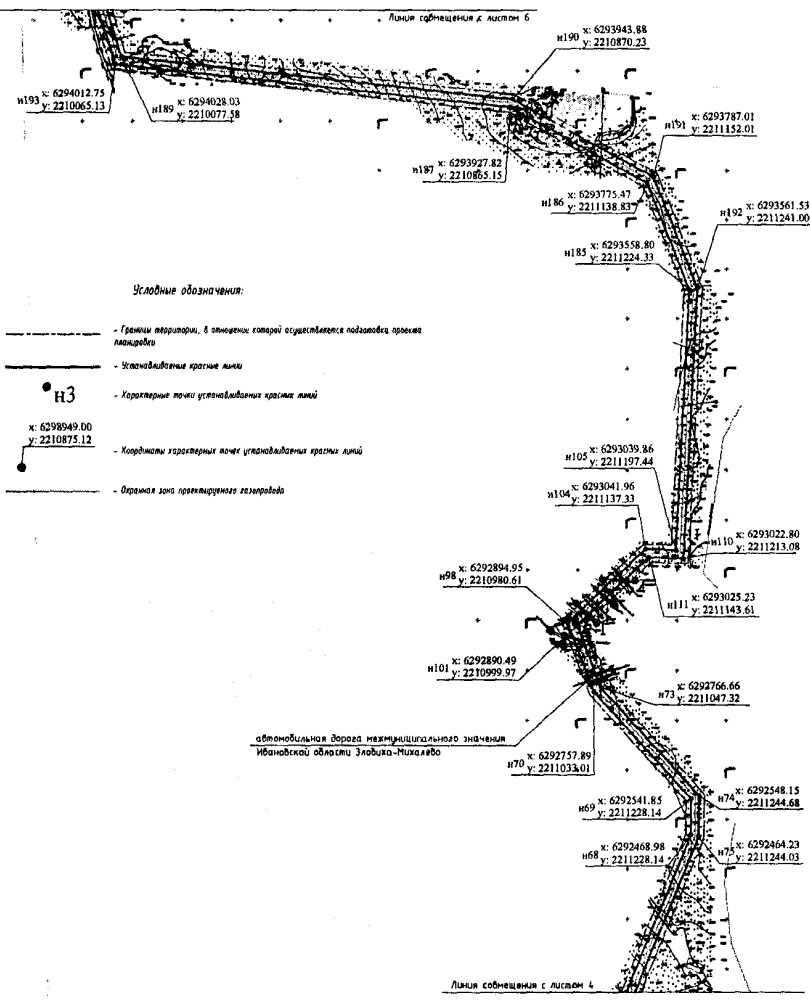 Линия совмещения с листом 6
н190 x: 6293943.88
y: 2210870.23
н193 x: 6294012.75
y: 2210065.13
н189 x: 6294028.03
y: 2210077.58
н191 x: 6293787.01
y: 2211152.01
н187 x: 6293927.82
y: 2210865.15
н186 x: 6293775.47
y: 2211138.83
н192 x: 6293561.53
y: 2211241.00
н185 x: 6293558.80
y: 2211224.33
Условные обозначения:
- Границы территории, в отношении которой осуществляется подготовка проекта
планировки
- Устанавливаемые красные линии
н3
- Характерные точки устанавливаемых красных линий
x: 6298949.00
y: 2210875.12
- Координаты характерных точек устанавливаемых красных линий
- Охранная зона проектируемого газопровода
н105 x: 6293039.86
y: 2211197.44
н104 x: 6293041.96
y: 2211137.33
н110 x: 6293022.80
y: 2211213.08
н98 x: 6292894.95
y: 2210980.61
н111 x: 6293025.23
y: 2211143.61
н101 x: 6292890.49
y: 2210999.97
н73 x: 6292766.66
y: 2211047.32
автомобильная дорога межмуниципального значения
Ивановской области Злобиха-Михалево
н70 x: 6292757.89
y: 2211033.01
н74 x: 6292548.15
y: 2211244.68
н69 x: 6292541.85
y: 2211228.14
н68 x: 6292468.98
y: 2211228.14
н75 x: 6292464.23
y: 2211244.03
Линия совмещения с листом 4